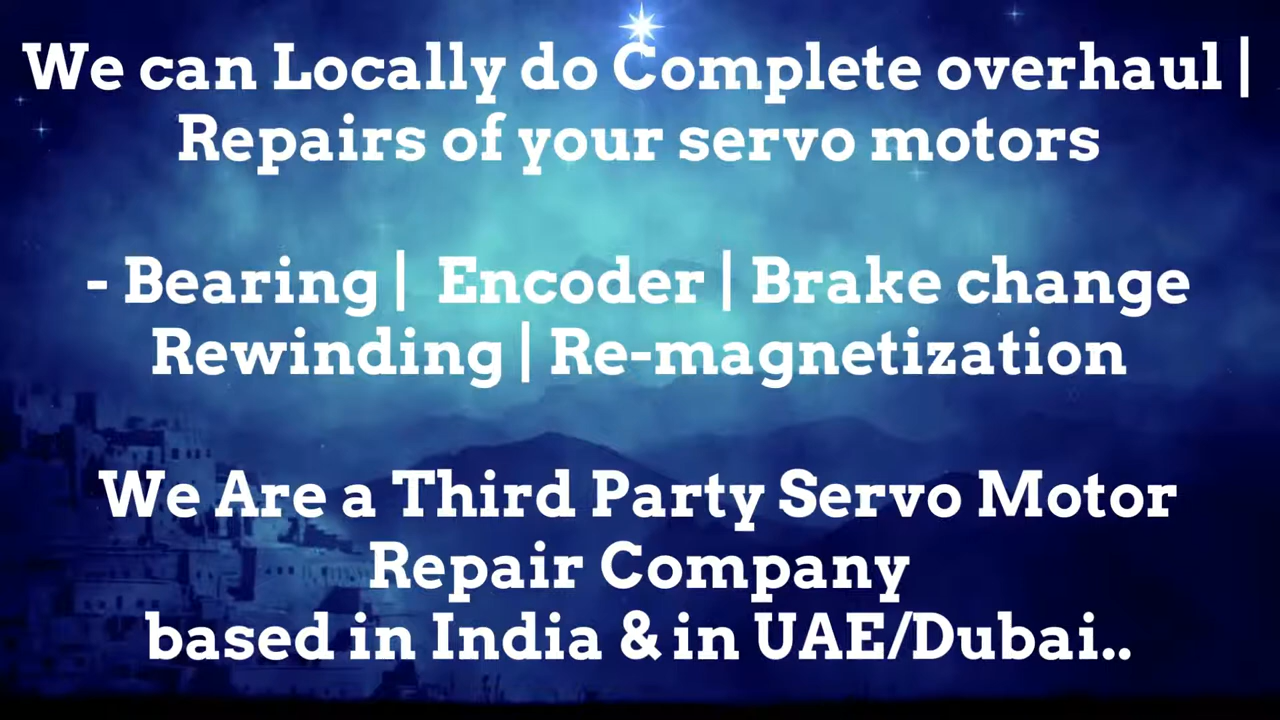 We can Locally do Complete overhaul |
Repairs of your servo motors
- Bearing | Encoder | Brake change
Rewinding | Re-magnetization
We Are a Third Party Servo Motor
Repair Company
based in India & in UAE/Dubai..